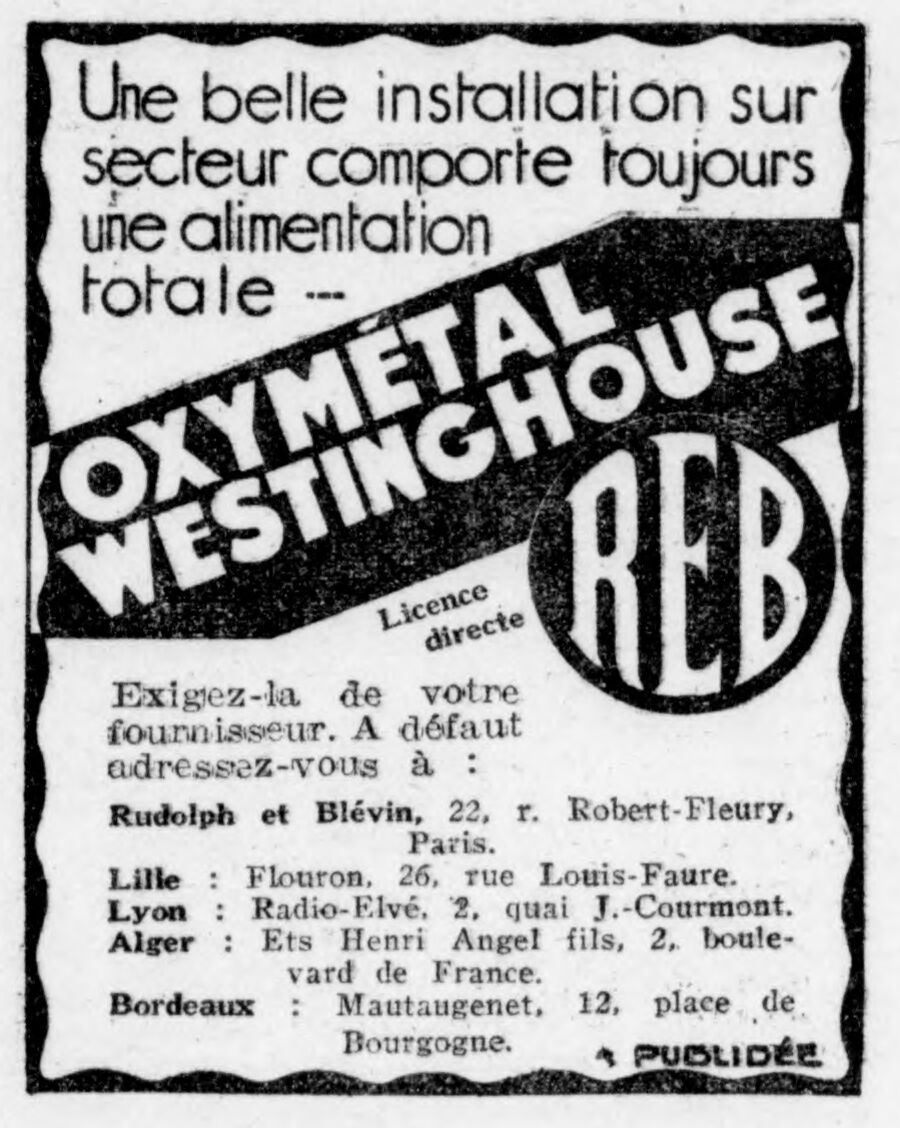 Une belle installation sur
secteur comporte toujours
une alimentation
totale ---
OXYMÉTAL
WESTINGHOUSE
REB
Licence
directe
Exigez-la de votre
fournisseur. A défaut
adressez-vous à :
Rudolph et Blévin, 22, r. Robert-Fleury,
Paris.
Lille : Flouron, 26, rue Louis-Faure.
Lyon : Radio-Elvé, 2, quai J.-Courmont.
Alger : Ets Henri Angel fils, 2, boule-
vard de France.
Bordeaux : Mautaugenet, 12, place de
Bourgogne.
PUBLIDÉE